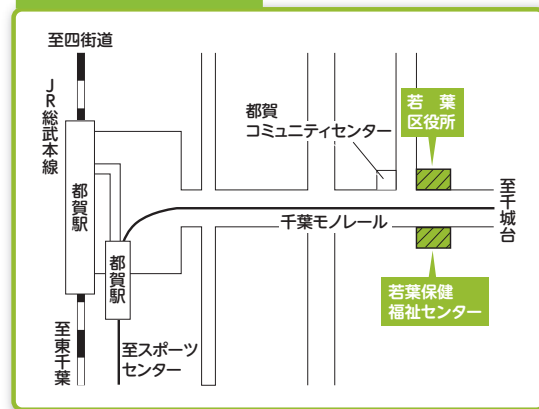 至四街道
JR総武本線
都賀駅
都賀駅
至東千葉
至スポーツ
センター
都賀
コミュニティセンター
千葉モノレール
若葉
区役所
至千城台
若葉保健
福祉センター